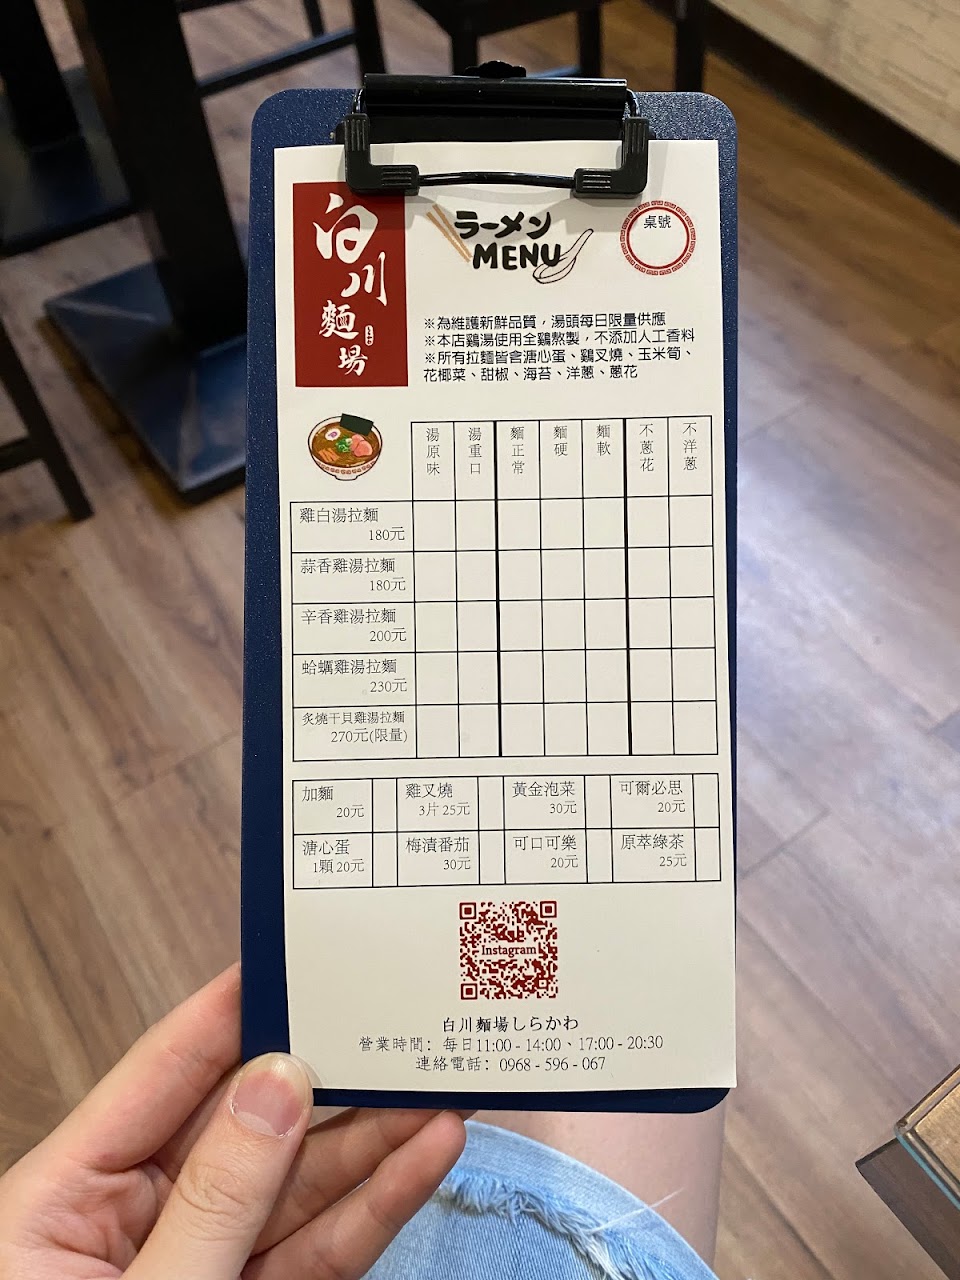 白川麵場
しらかわ
ラーメン
MENU
桌號
※為維護新鮮品質，湯頭每日限量供應
※本店鷄湯使用全鷄熬製，不添加人工香料
※所有拉麵皆含溏心蛋、鷄叉燒、玉米筍、
花椰菜、甜椒、海苔、洋蔥、蔥花
湯原味 湯重口 麵正常 麵硬 麵軟 不蔥花 不洋蔥
雞白湯拉麵
180元
蒜香雞湯拉麵
180元
辛香雞湯拉麵
200元
蛤蠣雞湯拉麵
230元
炙燒干貝雞湯拉麵
270元(限量)
加麵 雞叉燒 黃金泡菜 可爾必思
20元 3片 25元 30元 20元
溏心蛋 梅漬番茄 可口可樂 原萃綠茶
1顆 20元 30元 20元 25元
Instagram
白川麵場しらかわ
營業時間：每日11:00 - 14:00、17:00 - 20:30
連絡電話：0968 - 596 - 067